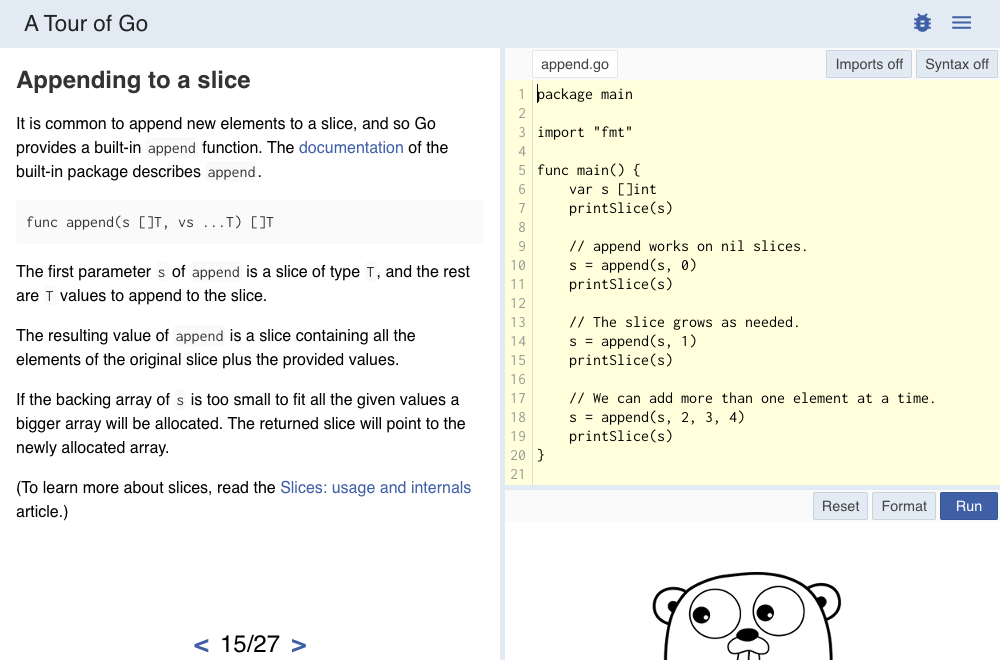 A Tour of Go
Appending to a slice
It is common to append new elements to a slice, and so Go
provides a built-in append function. The documentation of the
built-in package describes append.
func append(s []T, vs ...T) []T
The first parameter s of append is a slice of type T, and the rest
are T values to append to the slice.
The resulting value of append is a slice containing all the
elements of the original slice plus the provided values.
If the backing array of s is too small to fit all the given values a
bigger array will be allocated. The returned slice will point to the
newly allocated array.
(To learn more about slices, read the Slices: usage and internals
article.)
< 15/27 >
append.go
Imports off
Syntax off
1 package main
2
3 import "fmt"
4
5 func main() {
6     var s []int
7     printSlice(s)
8
9     // append works on nil slices.
10     s = append(s, 0)
11     printSlice(s)
12
13     // The slice grows as needed.
14     s = append(s, 1)
15     printSlice(s)
16
17     // We can add more than one element at a time.
18     s = append(s, 2, 3, 4)
19     printSlice(s)
20 }
21
Reset
Format
Run